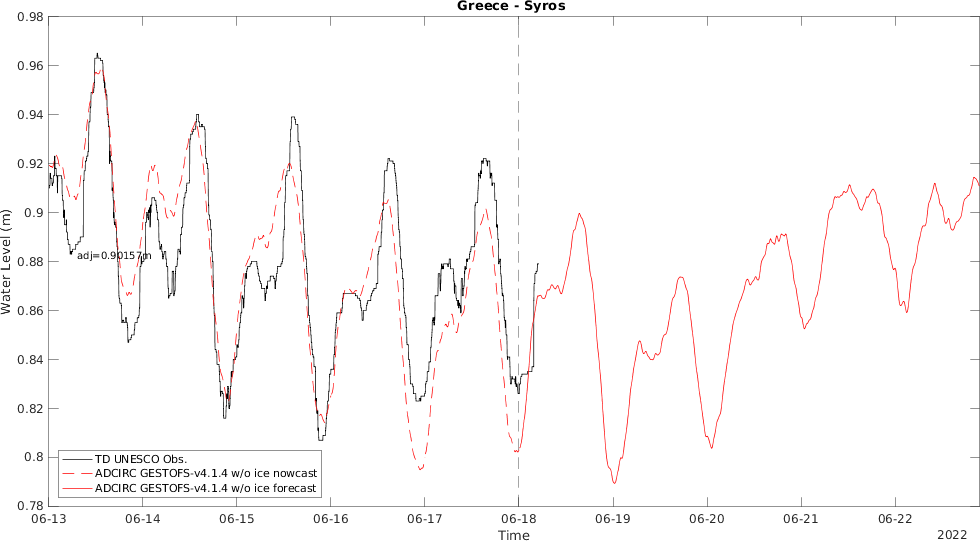 Greece - Syros
0.98
0.96
0.94
0.92
0.9
0.88
0.86
0.84
0.82
0.8
0.78
Water Level (m)
adj=0.90157m
TD UNESCO Obs.
ADCIRC GESTOFS-v4.1.4 w/o ice nowcast
ADCIRC GESTOFS-v4.1.4 w/o ice forecast
06-13 06-14 06-15 06-16 06-17 06-18 06-19 06-20 06-21 06-22
Time
2022